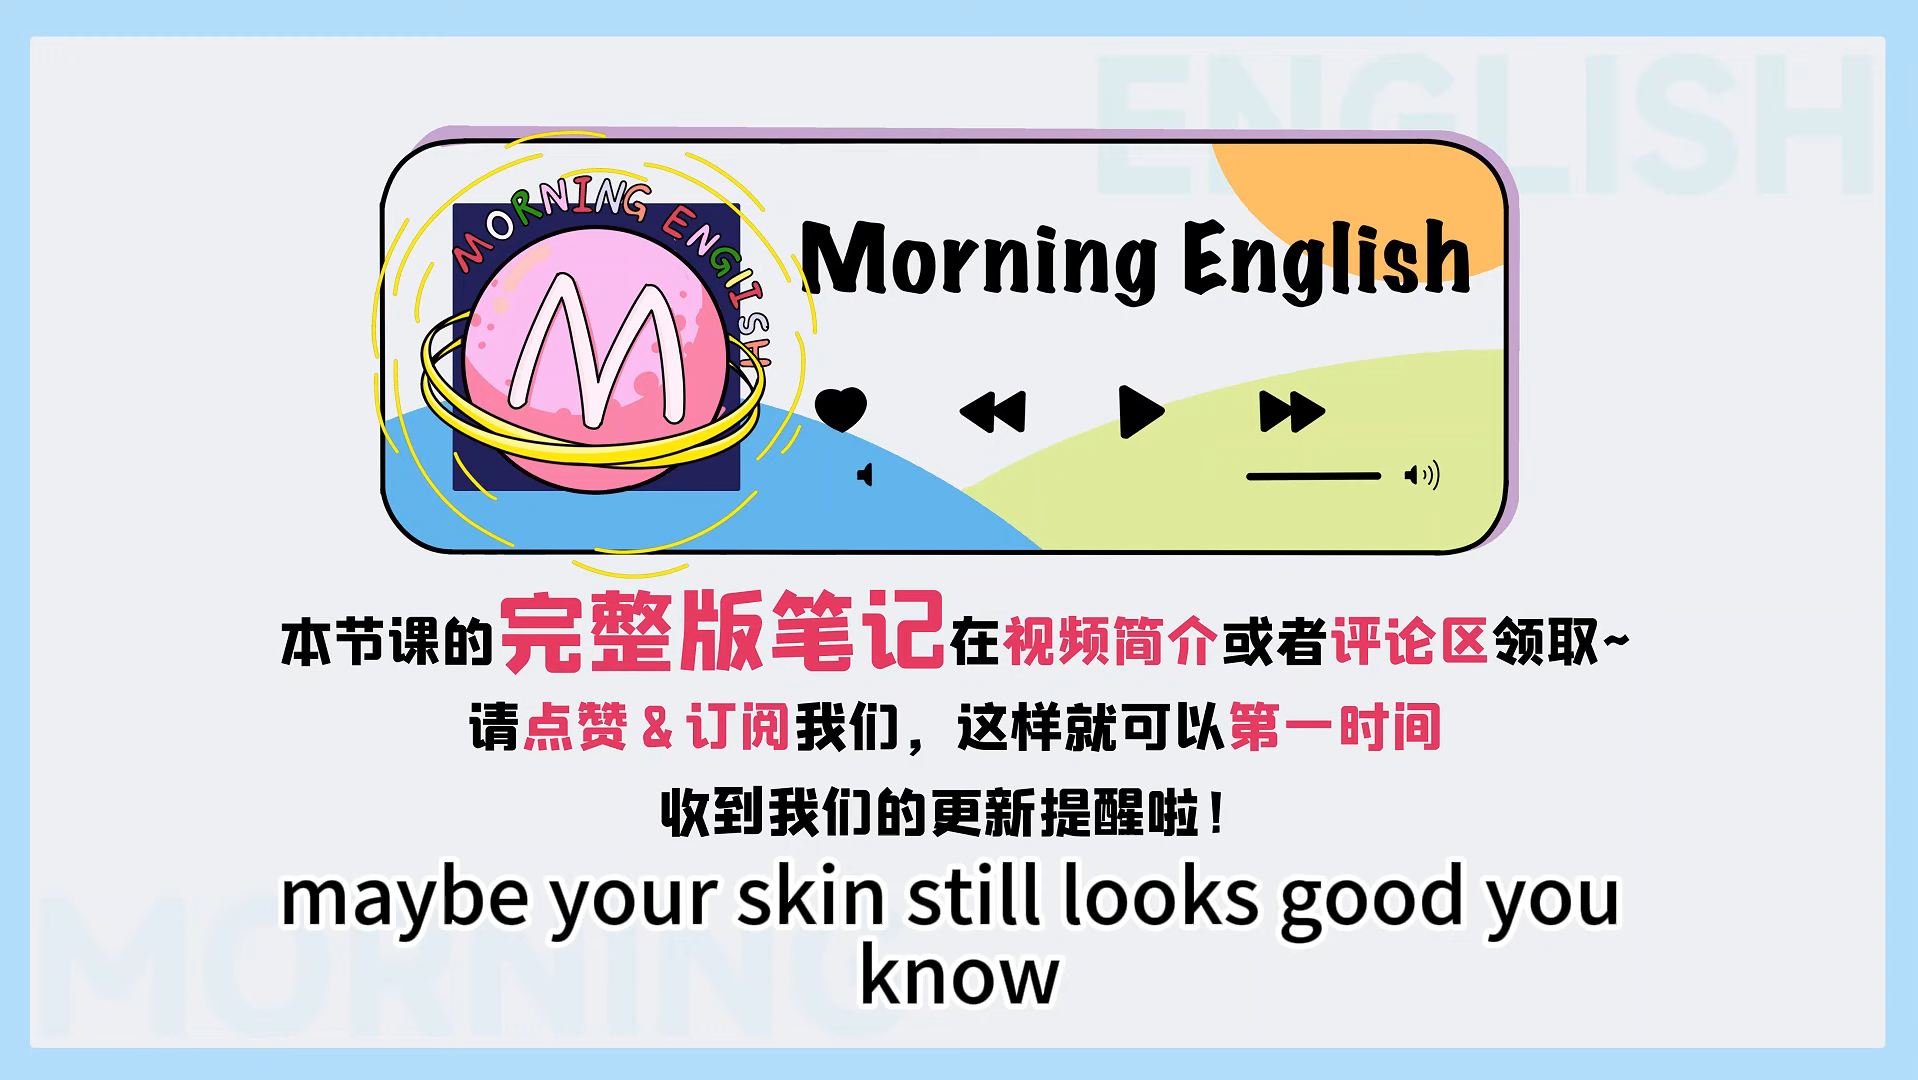 ENGLISH
MORNING ENGLISH
M
Morning English
本节课的完整版笔记在视频简介或者评论区领取~
请点赞&订阅我们，这样就可以第一时间
收到我们的更新提醒啦！
maybe your skin still looks good you
know
MORNING